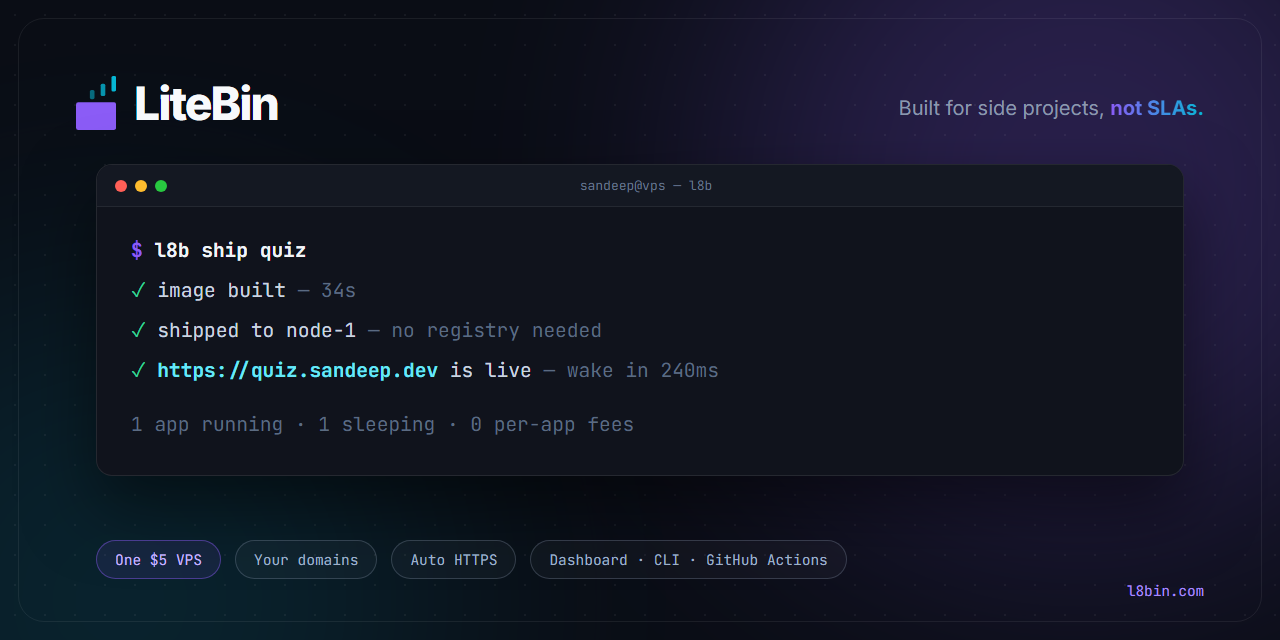 LiteBin
Built for side projects, not SLAs.
sandeep@vps — l8b
$ l8b ship quiz
✓ image built — 34s
✓ shipped to node-1 — no registry needed
✓ https://quiz.sandeep.dev is live — wake in 240ms
1 app running · 1 sleeping · 0 per-app fees
One $5 VPS
Your domains
Auto HTTPS
Dashboard · CLI · GitHub Actions
l8bin.com